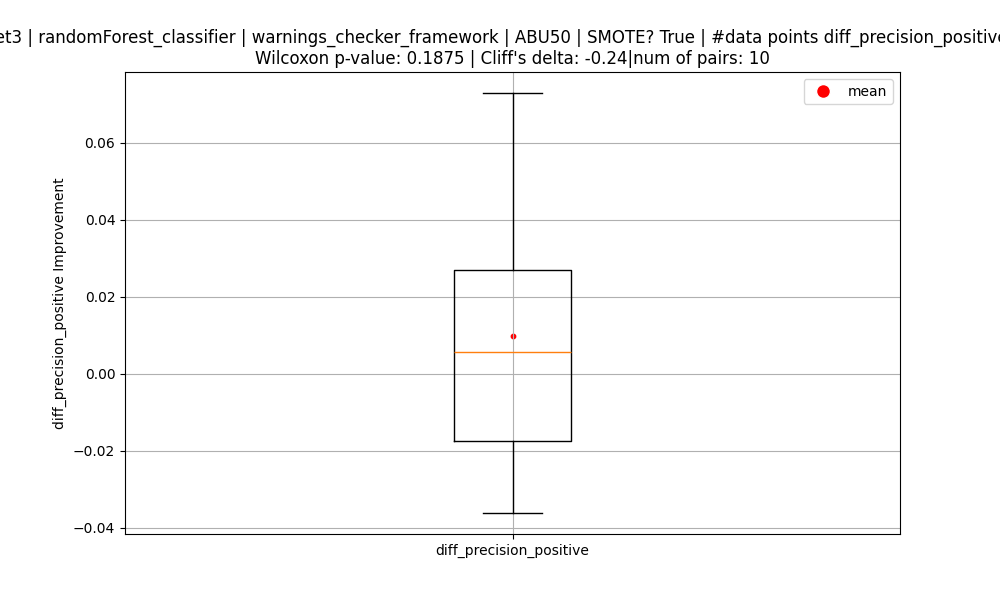 et3 | randomForest_classifier | warnings_checker_framework | ABU50 | SMOTE? True | #data points diff_precision_positive
Wilcoxon p-value: 0.1875 | Cliff's delta: -0.24|num of pairs: 10
mean
0.06
0.04
0.02
0.00
−0.02
−0.04
diff_precision_positive Improvement
diff_precision_positive